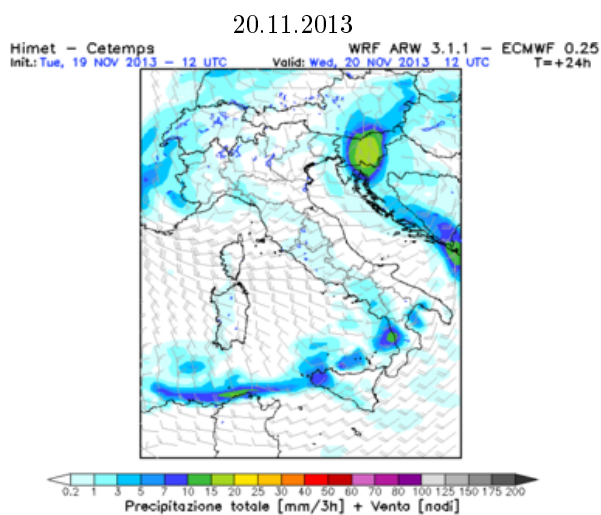 20.11.2013
Himet – Cetemps WRF ARW 3.1.1 – ECMWF 0.25
Init.: Tue, 19 NOV 2013 – 12 UTC Valid: Wed, 20 NOV 2013 12 UTC T=+24h
0.2 1 3 5 7 10 15 20 25 30 40 50 60 70 80 90 100 125 150 175 200
Precipitazione totale [mm/3h] + Vento [nodi]